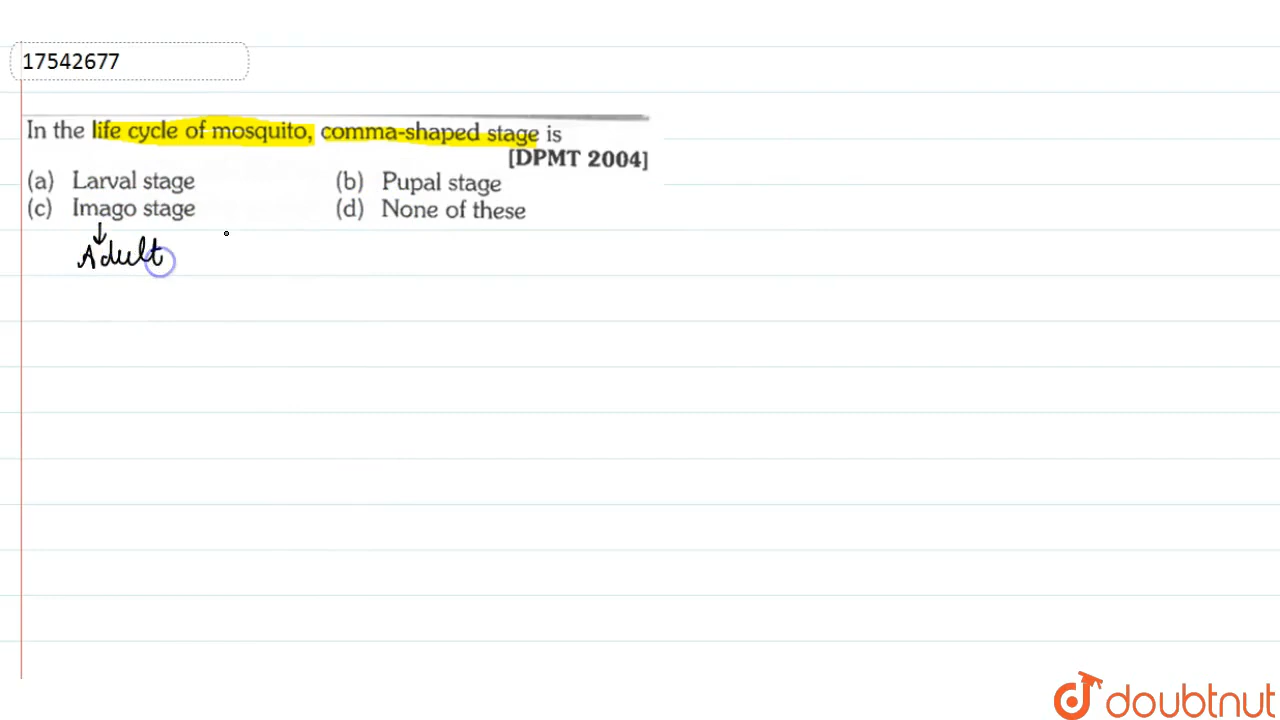 17542677
In the life cycle of mosquito, comma-shaped stage is
[DPMT 2004]
(a) Larval stage (b) Pupal stage
(c) Imago stage (d) None of these
Adult
doubtnut